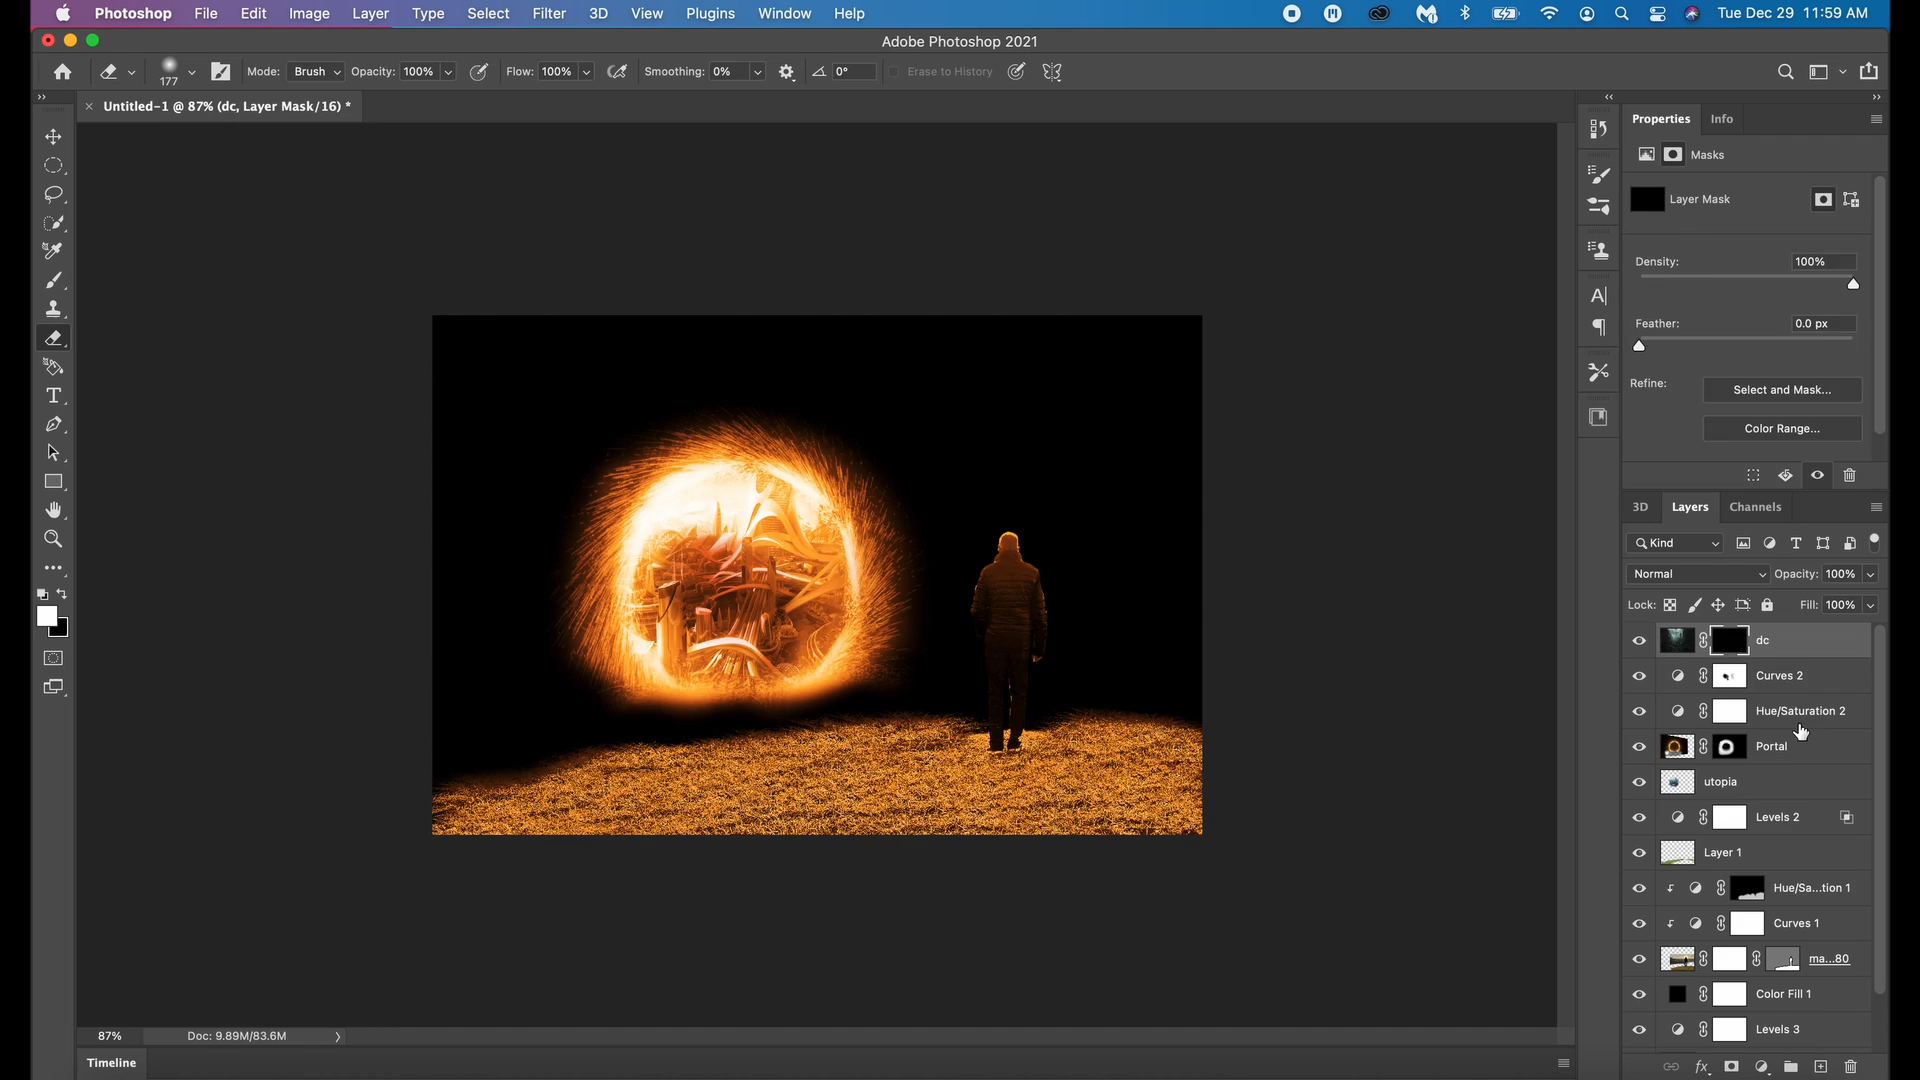 Photoshop File Edit Image Layer Type Select Filter 3D View Plugins Window Help Tue Dec 29 11:59 AM
Adobe Photoshop 2021
177 Mode: Brush Opacity: 100% Flow: 100% Smoothing: 0% 0° Erase to History
Untitled-1 @ 87% (dc, Layer Mask/16) *
Properties Info
Masks
Layer Mask
Density: 100%
Feather: 0.0 px
Refine: Select and Mask...
Color Range...
3D Layers Channels
Kind
Normal Opacity: 100%
Lock: Fill: 100%
dc
Curves 2
Hue/Saturation 2
Portal
utopia
Levels 2
Layer 1
Hue/Sa...tion 1
Curves 1
ma...80
Color Fill 1
Levels 3
87% Doc: 9.89M/83.6M
Timeline